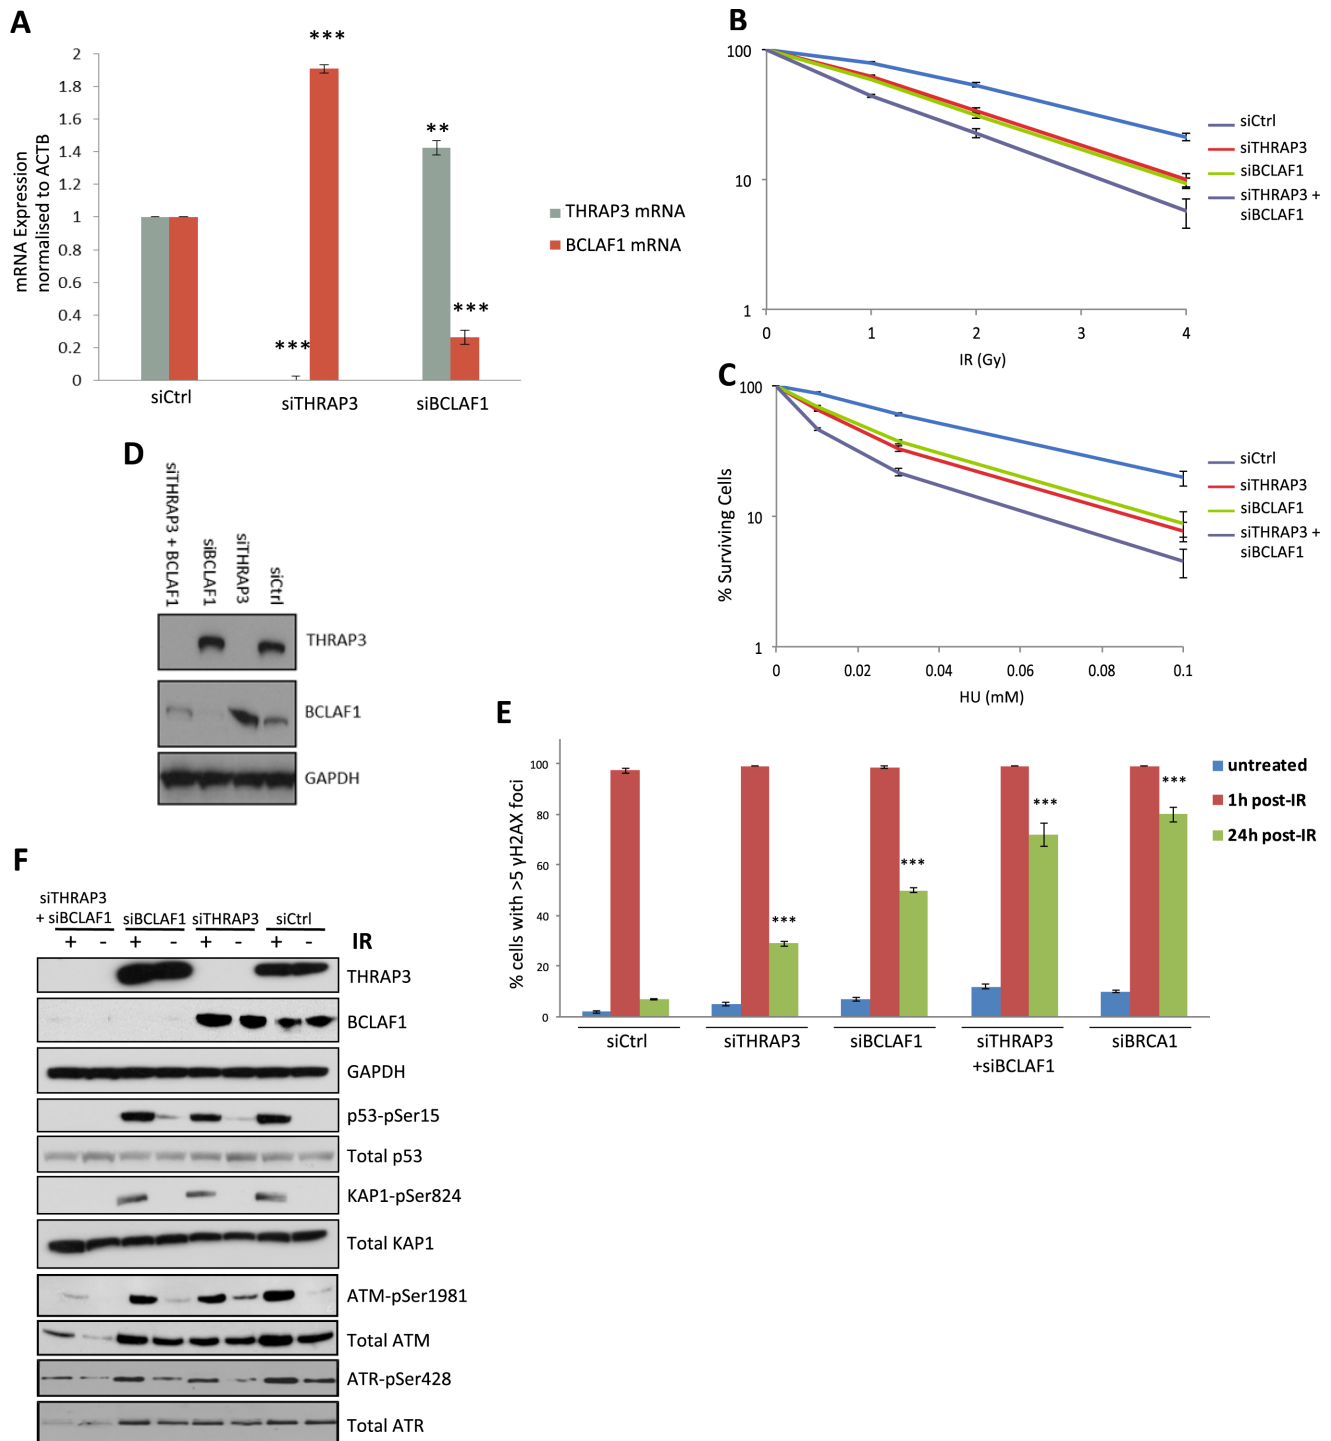 A
***
2
1.8
1.6
1.4
1.2
1
0.8
0.6
0.4
0.2
0
mRNA Expression
normalised to ACTB
**
***
***
siCtrl
siTHRAP3
siBCLAF1
THRAP3 mRNA
BCLAF1 mRNA
B
100
10
1
0
1
2
3
4
IR (Gy)
siCtrl
siTHRAP3
siBCLAF1
siTHRAP3 +
siBCLAF1
C
100
10
1
% Surviving Cells
0
0.02
0.04
0.06
0.08
0.1
HU (mM)
siCtrl
siTHRAP3
siBCLAF1
siTHRAP3 +
siBCLAF1
D
siTHRAP3 + BCLAF1
siBCLAF1
siTHRAP3
siCtrl
THRAP3
BCLAF1
GAPDH
E
% cells with >5 γH2AX foci
100
80
60
40
20
0
***
***
***
***
siCtrl
siTHRAP3
siBCLAF1
siTHRAP3
+siBCLAF1
siBRCA1
untreated
1h post-IR
24h post-IR
F
siTHRAP3
+ siBCLAF1 siBCLAF1 siTHRAP3 siCtrl
+ - + - + - + - IR
THRAP3
BCLAF1
GAPDH
p53-pSer15
Total p53
KAP1-pSer824
Total KAP1
ATM-pSer1981
Total ATM
ATR-pSer428
Total ATR